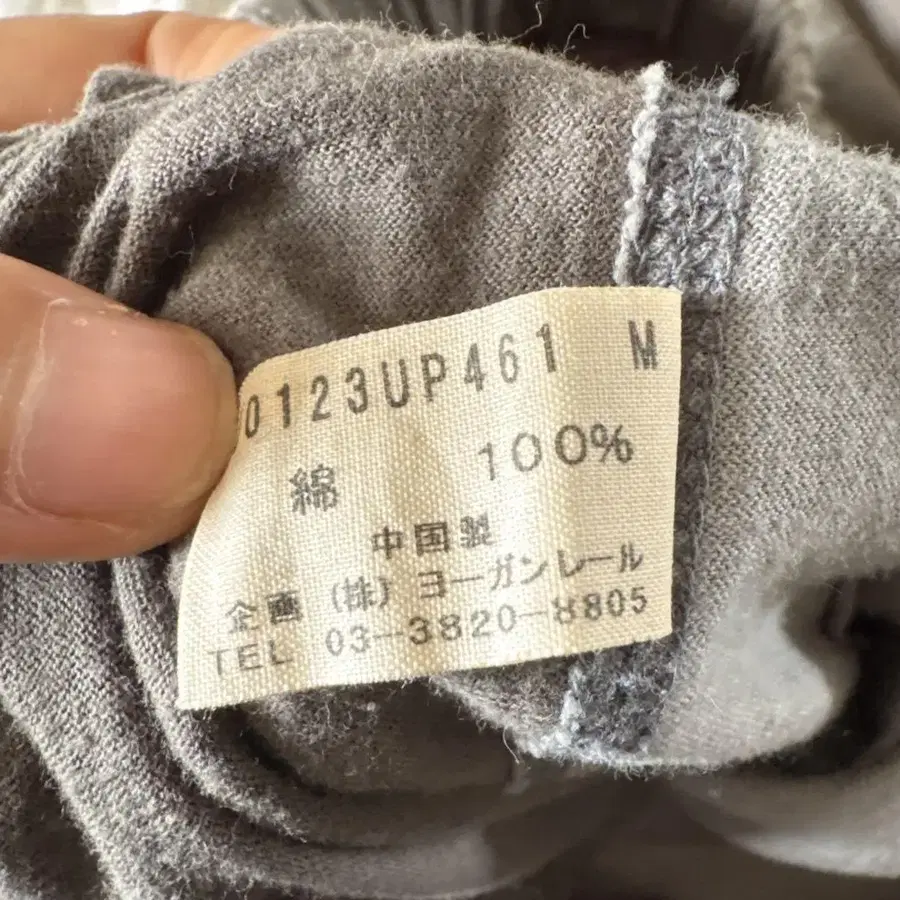 0123UP461 M
綿 100%
中国製
企画 (株) ヨーガンレール
TEL 03-3820-8805